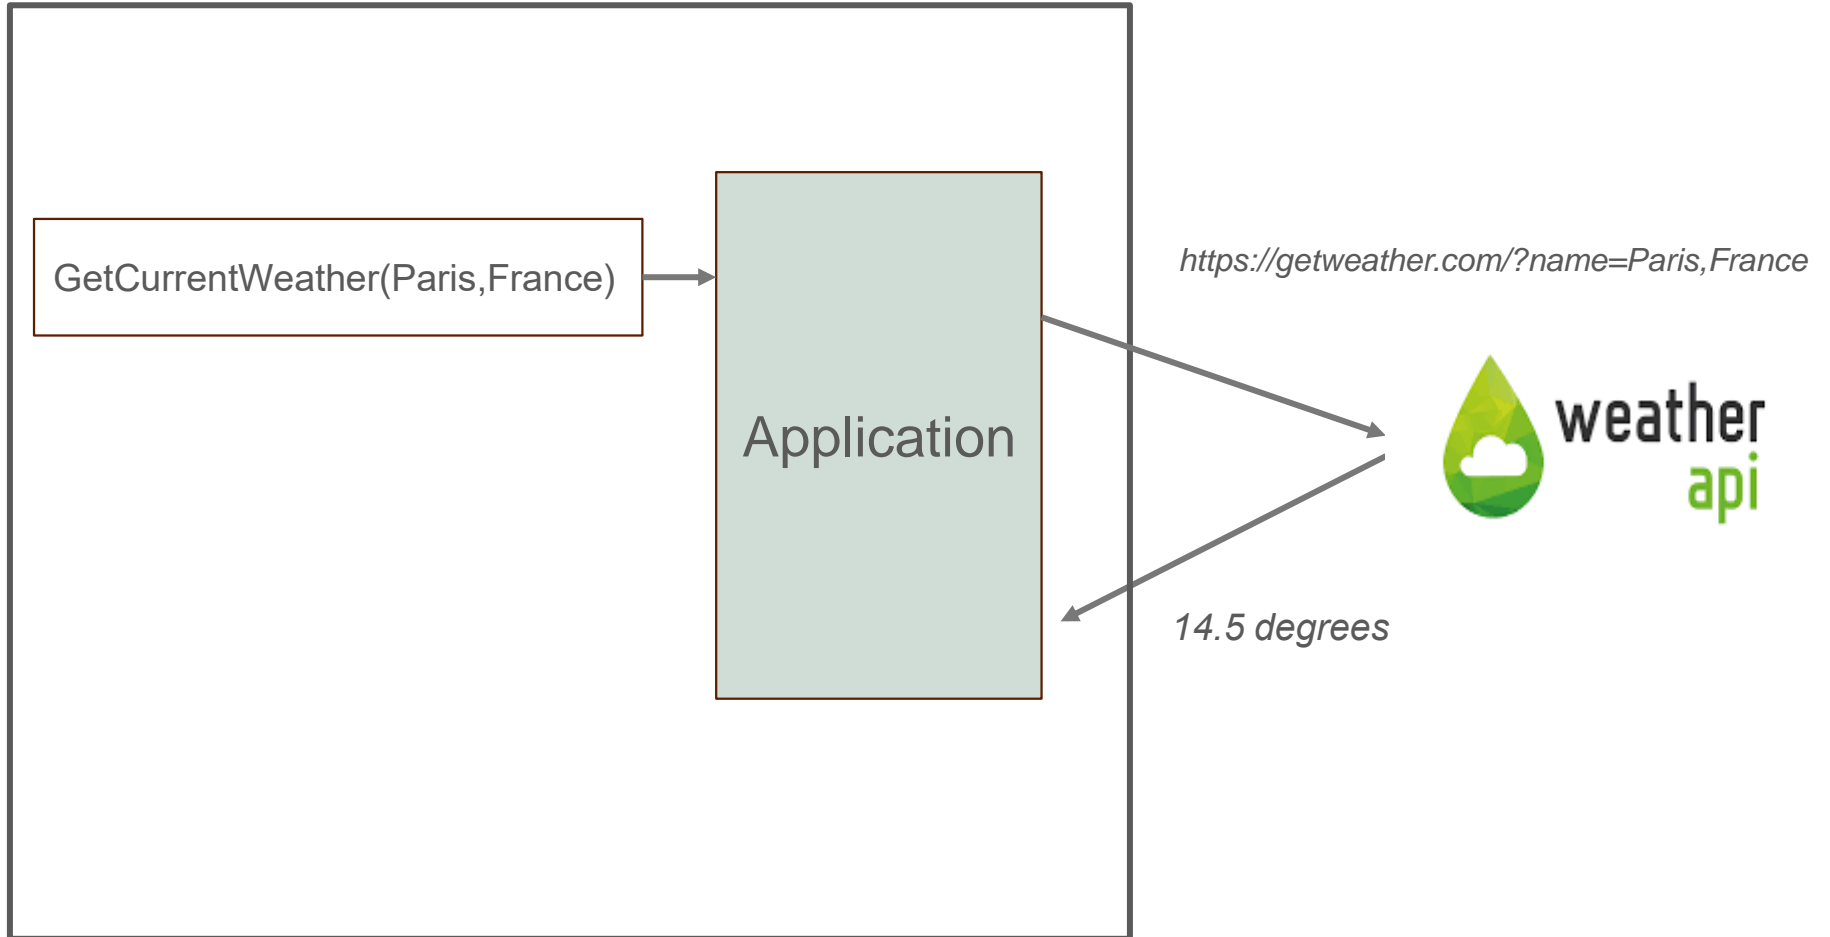 GetCurrentWeather(Paris,France)
Application
https://getweather.com/?name=Paris,France
weather
api
14.5 degrees